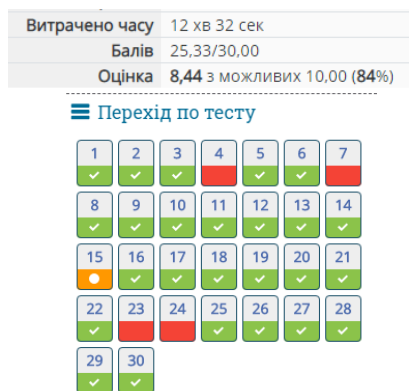 Витрачено часу 12 хв 32 сек
Балів 25,33/30,00
Оцінка 8,44 з можливих 10,00 (84%)
Перехід по тесту
1 2 3 4 5 6 7
8 9 10 11 12 13 14
15 16 17 18 19 20 21
22 23 24 25 26 27 28
29 30